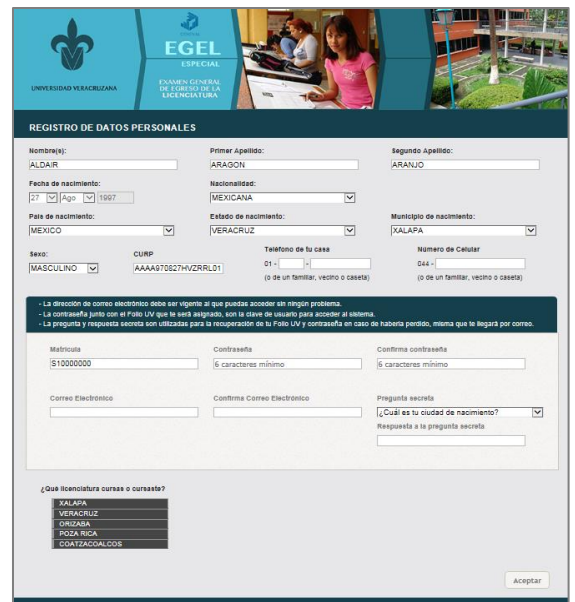 UNIVERSIDAD VERACRUZANA
EGEL
ESPECIAL
EXAMEN GENERAL
DE EGRESO DE LA
LICENCIATURA
REGISTRO DE DATOS PERSONALES
Nombre(s): Primer Apellido: Segundo Apellido:
ALDAIR ARAGON ARANJO
Fecha de nacimiento: Nacionalidad:
27 Ago 1997 MEXICANA
País de nacimiento: Estado de nacimiento: Municipio de nacimiento:
MEXICO VERACRUZ XALAPA
Sexo: CURP Teléfono de tu casa Número de Celular
MASCULINO AAAA970827HVZRRL01 01 - - 044 -
(o de un familiar, vecino o caseta) (o de un familiar, vecino o caseta)
- La dirección de correo electrónico debe ser vigente al que puedas acceder sin ningún problema.
- La contraseña junto con el Folio UV que te será asignado, son la clave de usuario para acceder al sistema.
- La pregunta y respuesta secreta son utilizadas para la recuperación de tu Folio UV y contraseña en caso de haberla perdido, misma que te llegará por correo.
Matricula Contraseña Confirma contraseña
S10000000 6 caracteres mínimo 6 caracteres mínimo
Correo Electrónico Confirma Correo Electrónico Pregunta secreta
¿Cuál es tu ciudad de nacimiento?
Respuesta a la pregunta secreta
¿Qué licenciatura cursas o cursaste?
XALAPA
VERACRUZ
ORIZABA
POZA RICA
COATZACOALCOS
Aceptar